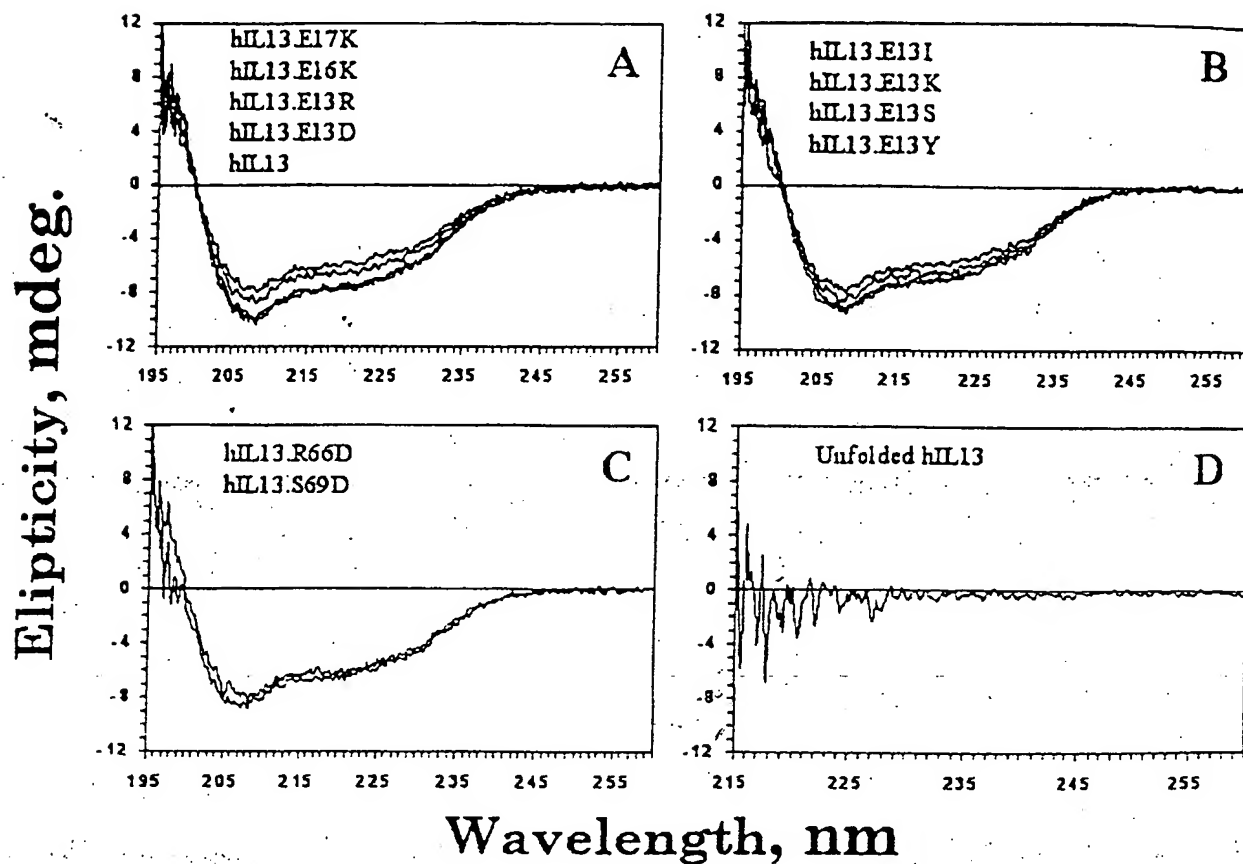 Elipticity, mdeg.
12
8
4
0
-4
-8
-12
hIL13.E17K
hIL13.E16K
hIL13.E13R
hIL13.E13D
hIL13
A
195 205 215 225 235 245 255
12
8
4
0
-4
-8
-12
hIL13.E13I
hIL13.E13K
hIL13.E13S
hIL13.E13Y
B
195 205 215 225 235 245 255
12
8
4
0
-4
-8
-12
hIL13.R66D
hIL13.S69D
C
195 205 215 225 235 245 255
12
8
4
0
-4
-8
-12
Unfolded hIL13
D
215 225 235 245 255
Wavelength, nm